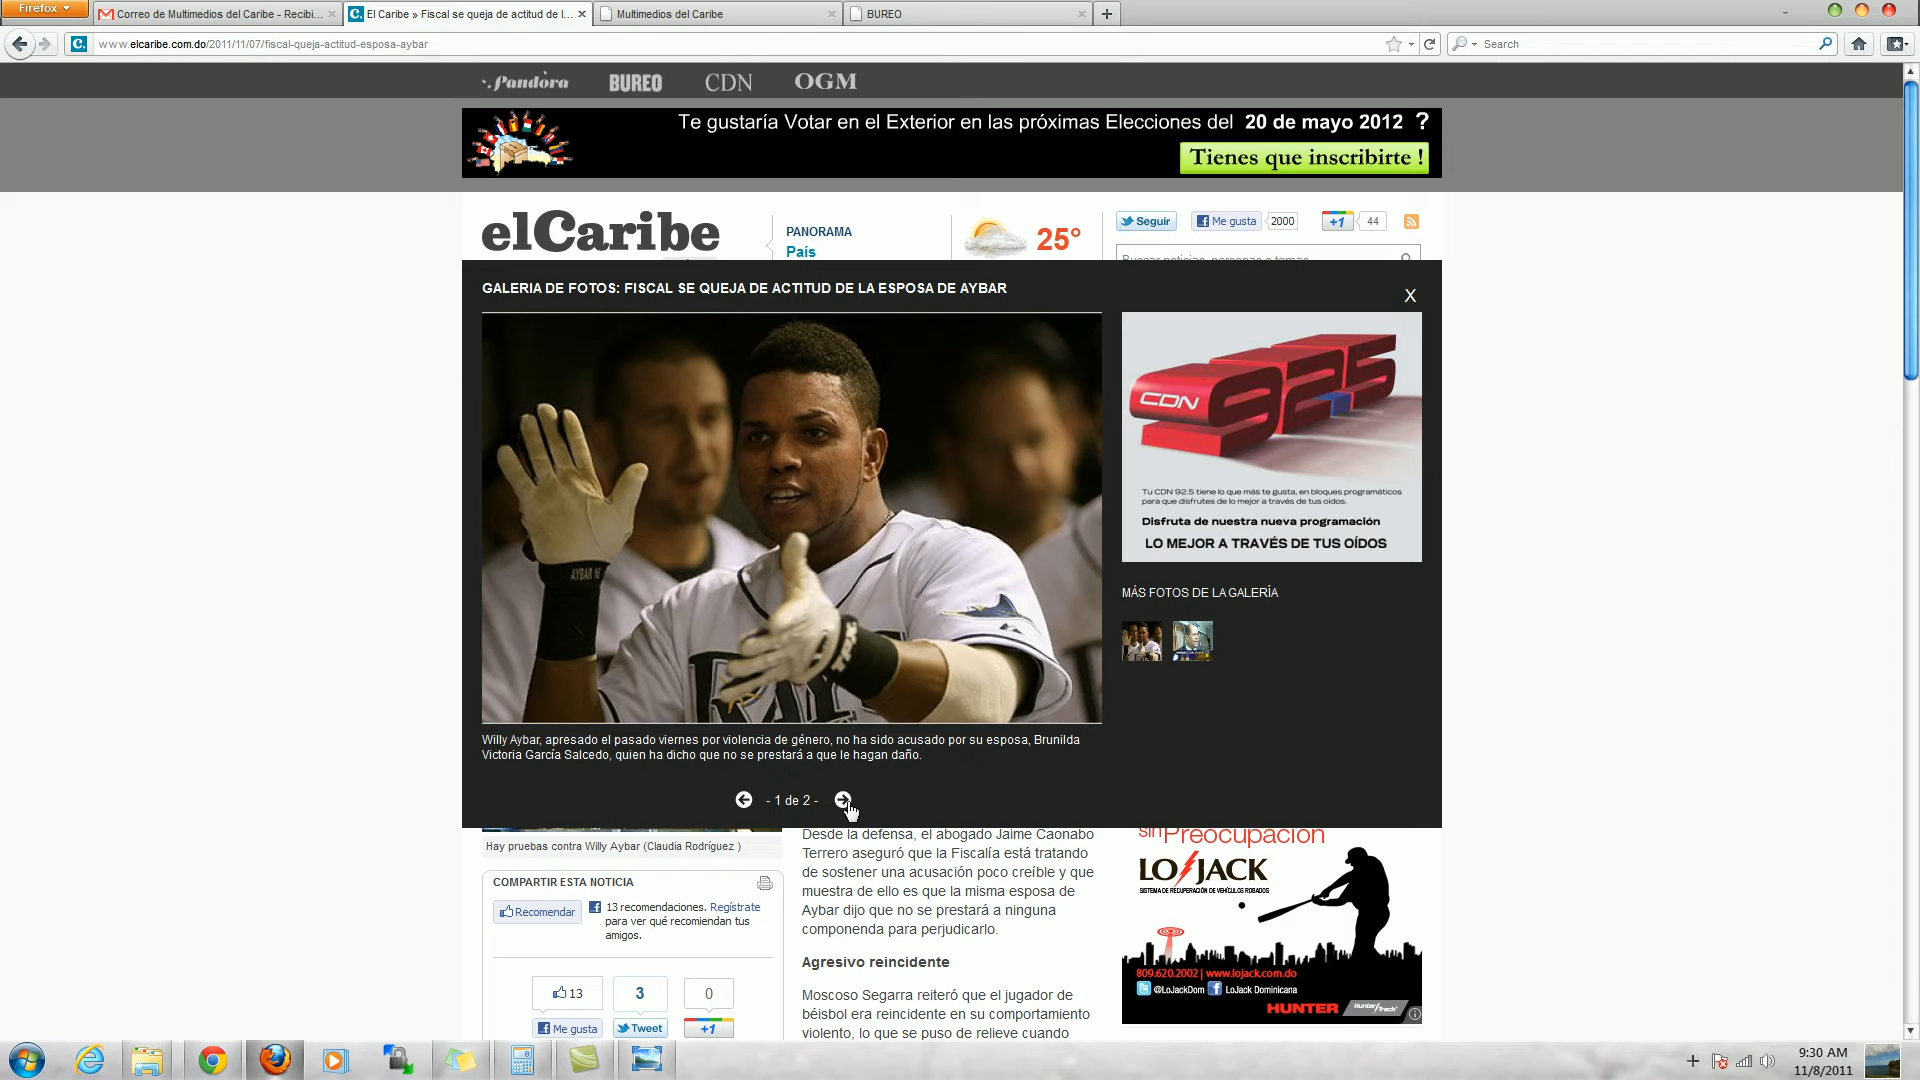 Firefox
Correo de Multimedios del Caribe - Recibi...
El Caribe » Fiscal se queja de actitud de l...
Multimedios del Caribe
BUREO
www.elcaribe.com.do/2011/11/07/fiscal-queja-actitud-esposa-aybar
Search
Pandora
BUREO
CDN
OGM
Te gustaría Votar en el Exterior en las próximas Elecciones del 20 de mayo 2012 ?
Tienes que inscribirte !
elCaribe
PANORAMA
País
25°
Seguir
Me gusta
2000
+1
44
Buscar noticias, personas o temas
GALERIA DE FOTOS: FISCAL SE QUEJA DE ACTITUD DE LA ESPOSA DE AYBAR
X
AYBAR 16
CDN
92.5
Tu CDN 92.5 tiene lo que más te gusta, en bloques programáticos
para que disfrutes de lo mejor a través de tus oidos.
Disfruta de nuestra nueva programación
LO MEJOR A TRAVÉS DE TUS OÍDOS
MÁS FOTOS DE LA GALERÍA
Willy Aybar, apresado el pasado viernes por violencia de género, no ha sido acusado por su esposa, Brunilda
Victoria García Salcedo, quien ha dicho que no se prestará a que le hagan daño.
- 1 de 2 -
Hay pruebas contra Willy Aybar (Claudia Rodríguez )
COMPARTIR ESTA NOTICIA
Recomendar
13 recomendaciones. Regístrate
para ver qué recomiendan tus
amigos.
13
3
0
Me gusta
Tweet
+1
Desde la defensa, el abogado Jaime Caonabo
Terrero aseguró que la Fiscalía está tratando
de sostener una acusación poco creíble y que
muestra de ello es que la misma esposa de
Aybar dijo que no se prestará a ninguna
componenda para perjudicarlo.
Agresivo reincidente
Moscoso Segarra reiteró que el jugador de
béisbol era reincidente en su comportamiento
violento, lo que se puso de relieve cuando
sin Preocupación
LO/JACK
SISTEMA DE RECUPERACIÓN DE VEHÍCULOS ROBADOS
809.620.2002 | www.lojack.com.do
@LoJackDom
LoJack Dominicana
HUNTER
HunterTrack
9:30 AM
11/8/2011